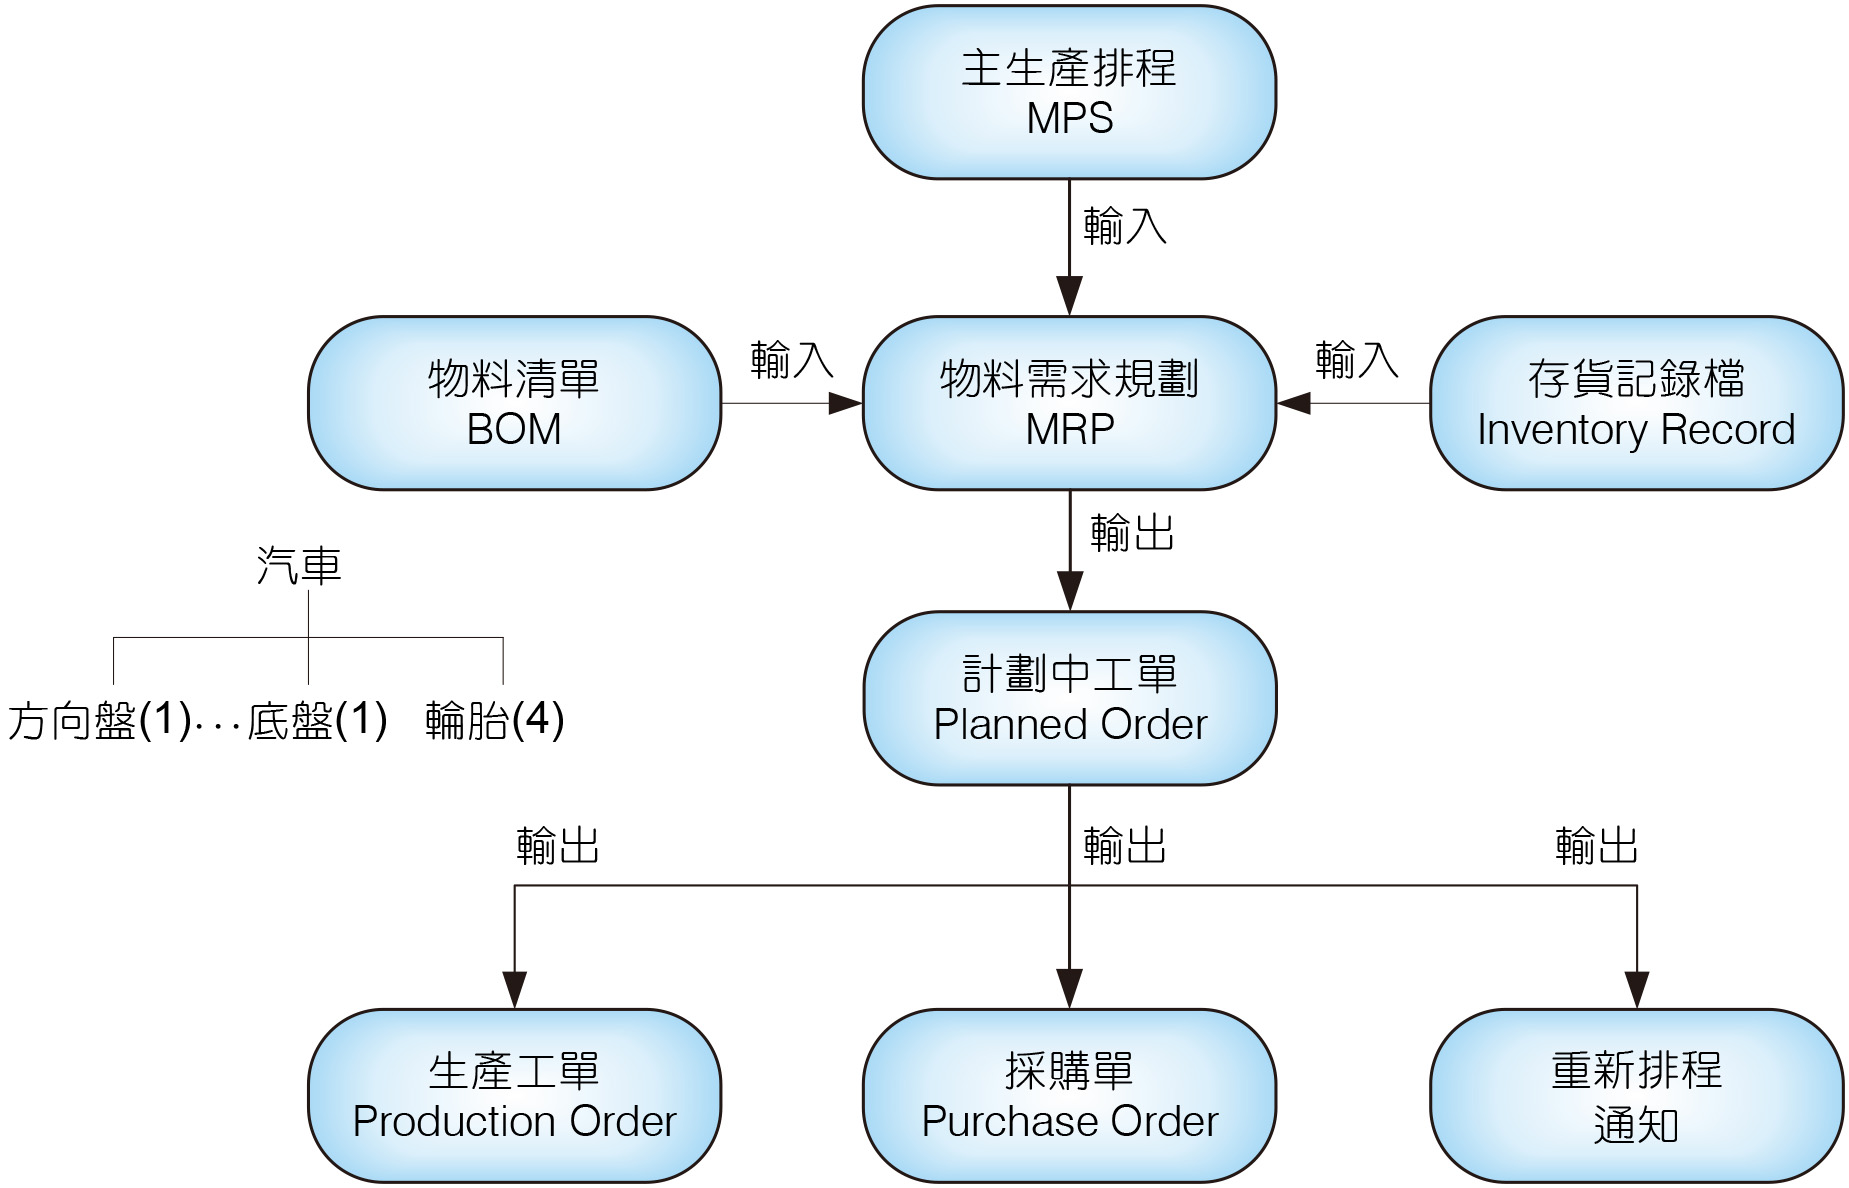 主生產排程
MPS
輸入
物料清單
BOM
輸入
物料需求規劃
MRP
輸入
存貨記錄檔
Inventory Record
輸出
汽車
方向盤(1)⋯底盤(1) 輪胎(4)
計劃中工單
Planned Order
輸出
輸出
輸出
生產工單
Production Order
採購單
Purchase Order
重新排程
通知